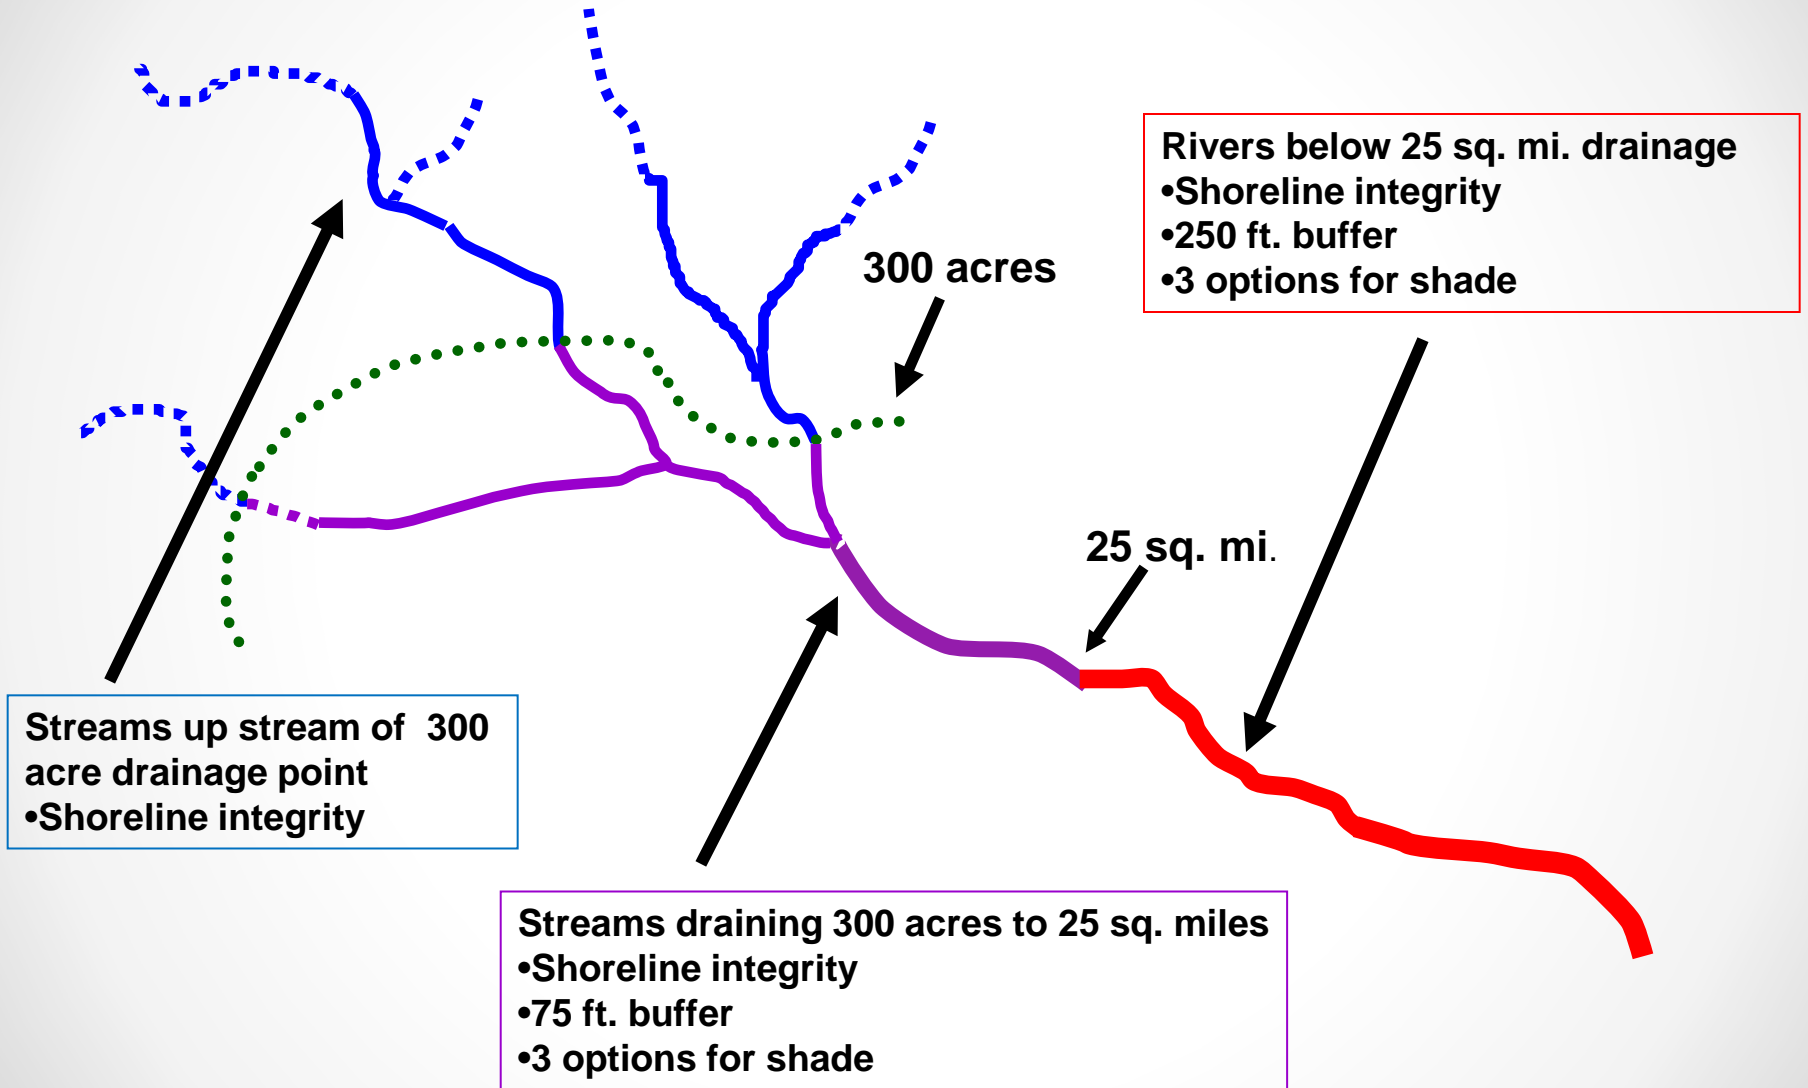 Rivers below 25 sq. mi. drainage
•Shoreline integrity
•250 ft. buffer
•3 options for shade
300 acres
25 sq. mi.
Streams up stream of  300
acre drainage point
•Shoreline integrity
Streams draining 300 acres to 25 sq. miles
•Shoreline integrity
•75 ft. buffer
•3 options for shade